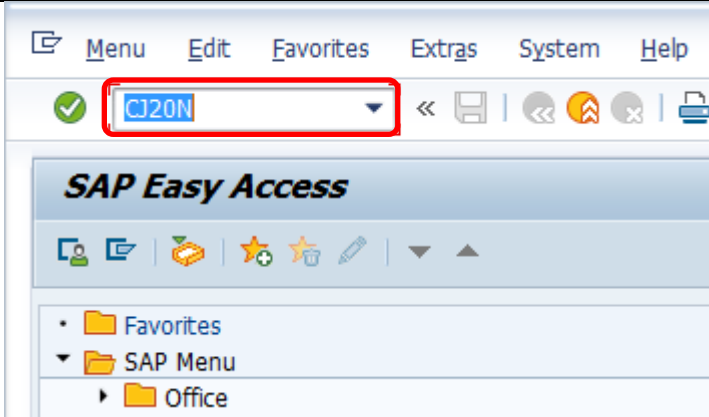 Menu Edit Favorites Extras System Help
CJ20N
SAP Easy Access
Favorites
SAP Menu
Office